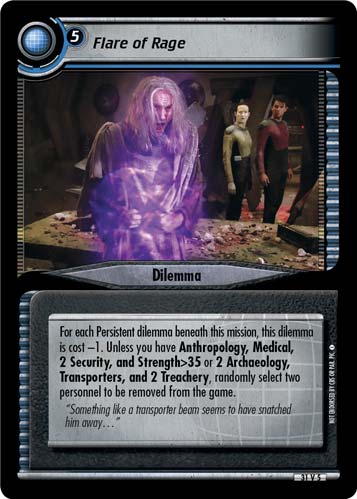 5
Flare of Rage
Dilemma
For each Persistent dilemma beneath this mission, this dilemma
is cost –1. Unless you have Anthropology, Medical,
2 Security, and Strength>35 or 2 Archaeology,
Transporters, and 2 Treachery, randomly select two
personnel to be removed from the game.
"Something like a transporter beam seems to have snatched
him away…"
NOT ENDORSED BY CBS OR PAR. PIC.
31 V 5